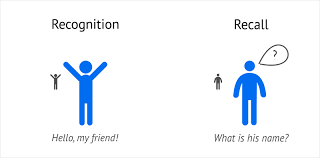 Recognition
Recall
?
Hello, my friend!
What is his name?